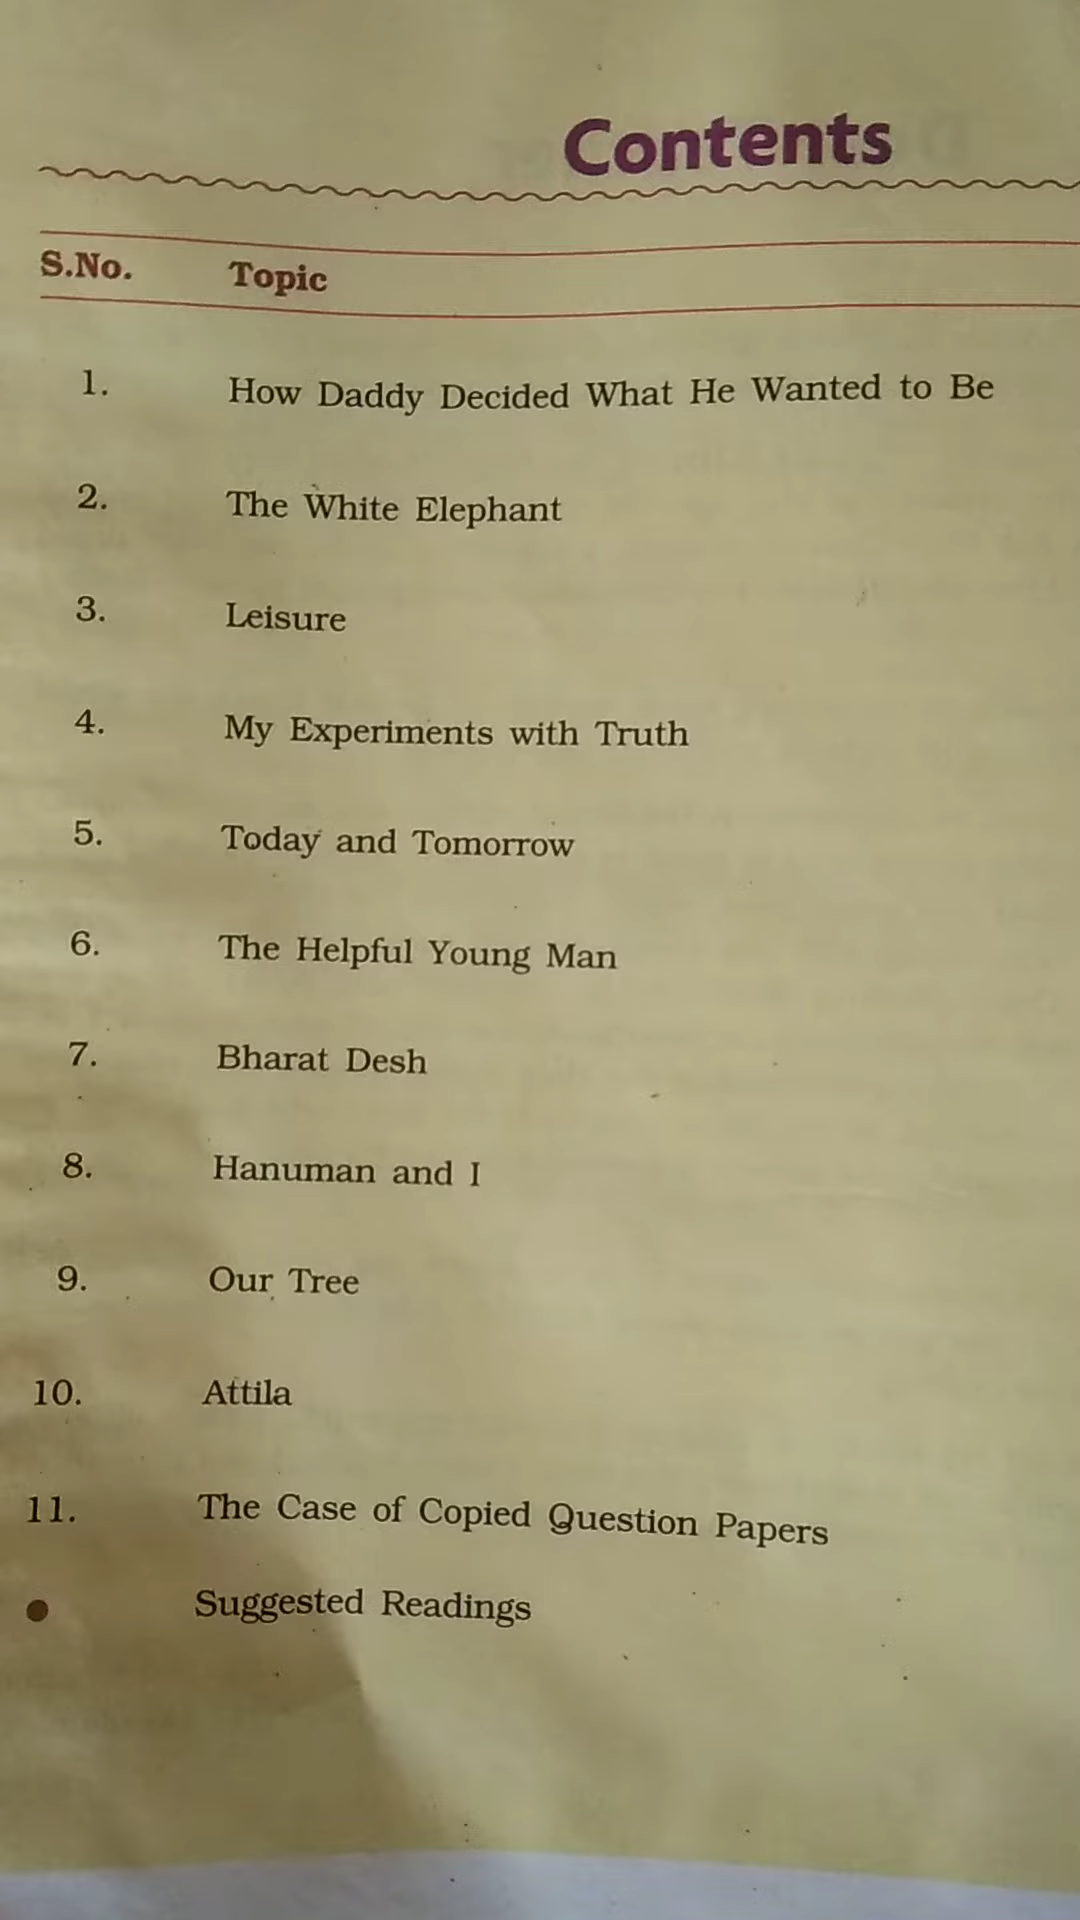 Contents
S.No. Topic
1. How Daddy Decided What He Wanted to Be
2. The White Elephant
3. Leisure
4. My Experiments with Truth
5. Today and Tomorrow
6. The Helpful Young Man
7. Bharat Desh
8. Hanuman and I
9. Our Tree
10. Attila
11. The Case of Copied Question Papers
● Suggested Readings